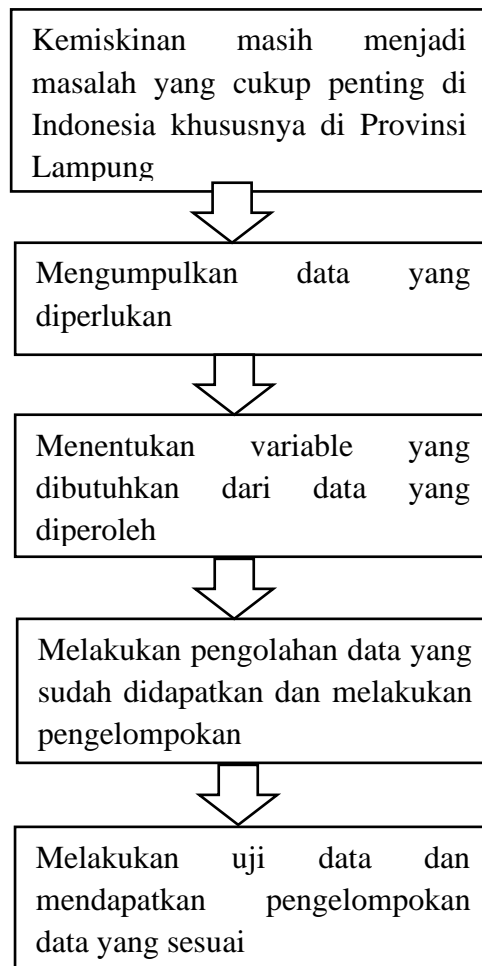 Kemiskinan masih menjadi
masalah yang cukup penting di
Indonesia khususnya di Provinsi
Lampung
Mengumpulkan data yang
diperlukan
Menentukan variable yang
dibutuhkan dari data yang
diperoleh
Melakukan pengolahan data yang
sudah didapatkan dan melakukan
pengelompokan
Melakukan uji data dan
mendapatkan pengelompokan
data yang sesuai